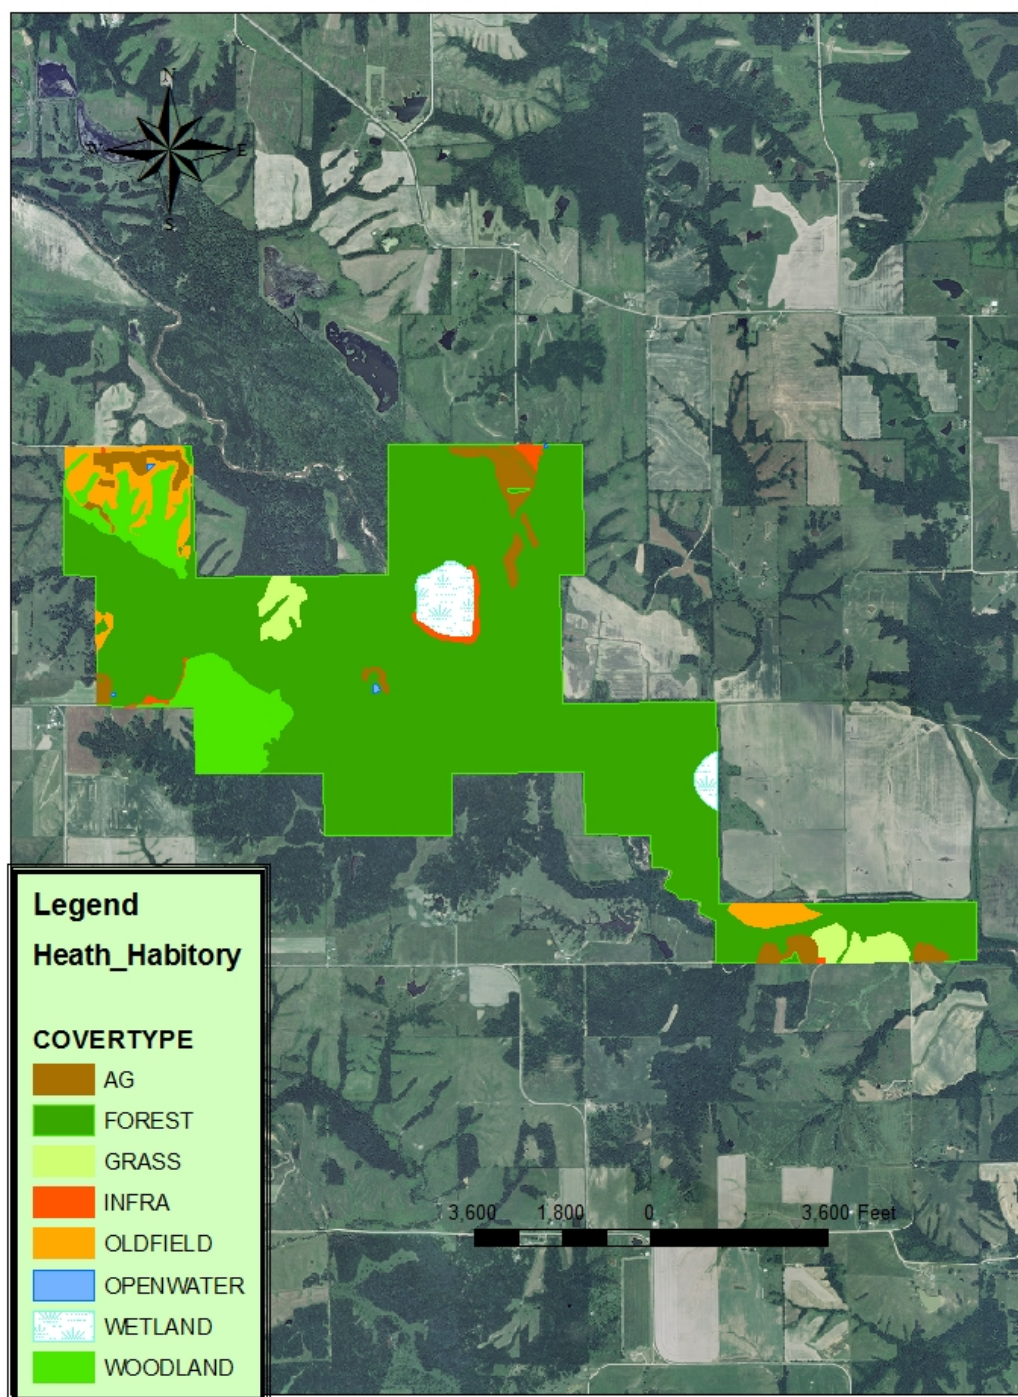 N
W E
S
Legend
Heath_Habitory
COVERTYPE
AG
FOREST
GRASS
INFRA
OLDFIELD
OPENWATER
WETLAND
WOODLAND
3,600 1,800 0 3,600 Feet